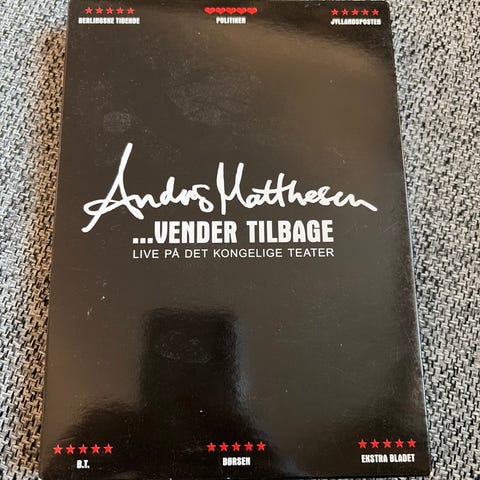 ★★★★★ ♥♥♥♥♥ ★★★★★
BERLINGSKE TIDENDE POLITIKEN JYLLANDSPOSTEN
Anders Matthesen
...VENDER TILBAGE
LIVE PÅ DET KONGELIGE TEATER
★★★★★ ★★★★★ ★★★★★
B.T. BØRSEN EKSTRA BLADET